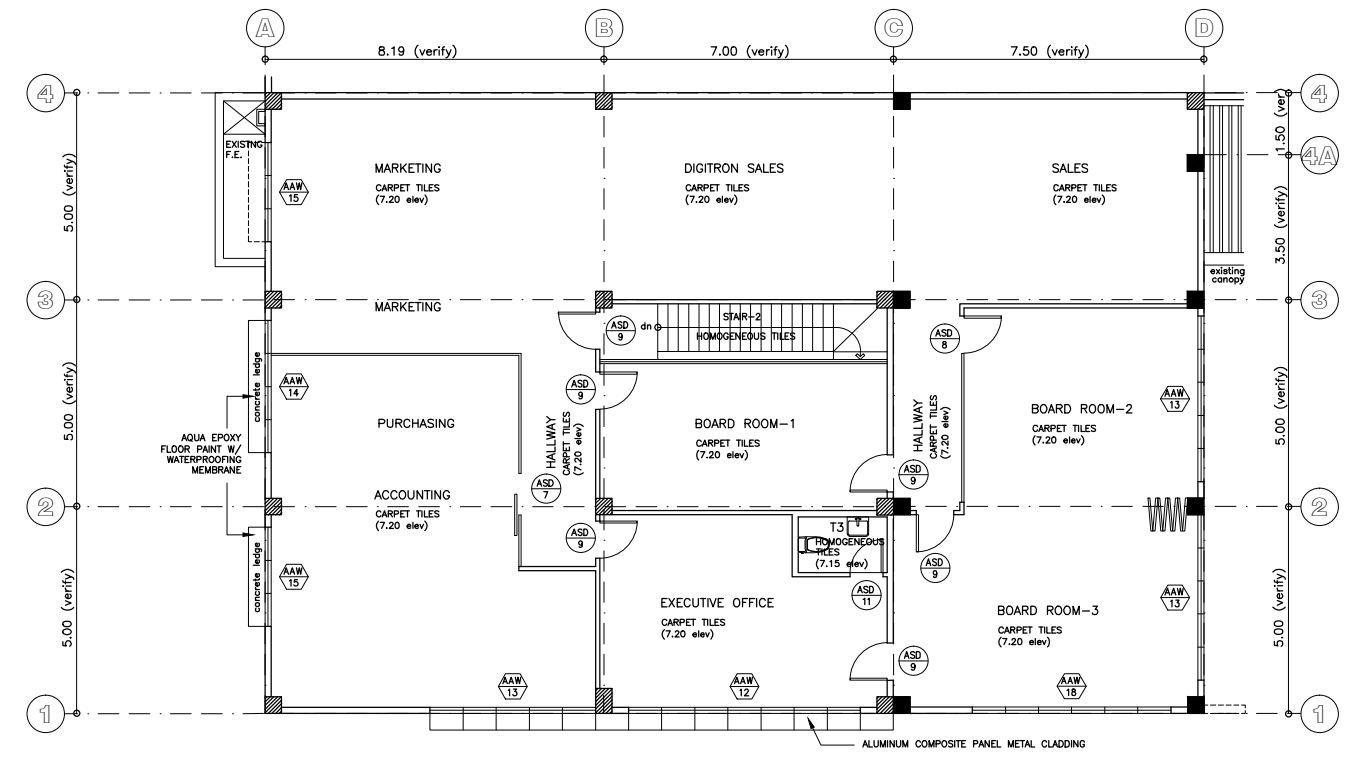 A B C D
8.19 (verify) 7.00 (verify) 7.50 (verify)
4 4
1.50 (ver)
EXISTNG
F.E.
4A
MARKETING DIGITRON SALES SALES
CARPET TILES CARPET TILES CARPET TILES
(7.20 elev) (7.20 elev) (7.20 elev)
AAW
15
5.00 (verify)
3.50 (verify)
existing
canopy
3 3
MARKETING
STAIR-2
dn
HOMOGENEOUS TILES
ASD
9
ASD
8
concrete ledge
AAW
14
ASD
9
AAW
13
5.00 (verify)
5.00 (verify)
PURCHASING
HALLWAY
CARPET TILES
(7.20 elev)
BOARD ROOM-1
CARPET TILES
(7.20 elev)
HALLWAY
CARPET TILES
(7.20 elev)
BOARD ROOM-2
CARPET TILES
(7.20 elev)
AQUA EPOXY
FLOOR PAINT W/
WATERPROOFING
MEMBRANE
ASD
9
ASD
7
ACCOUNTING
CARPET TILES
(7.20 elev)
2 2
ASD
9
T3
HOMOGENEOUS
TILES
(7.15 elev)
ASD
9
concrete ledge
AAW
15
ASD
11
AAW
13
5.00 (verify)
5.00 (verify)
EXECUTIVE OFFICE
CARPET TILES
(7.20 elev)
BOARD ROOM-3
CARPET TILES
(7.20 elev)
ASD
9
AAW
13
AAW
12
AAW
18
1 1
ALUMINUM COMPOSITE PANEL METAL CLADDING